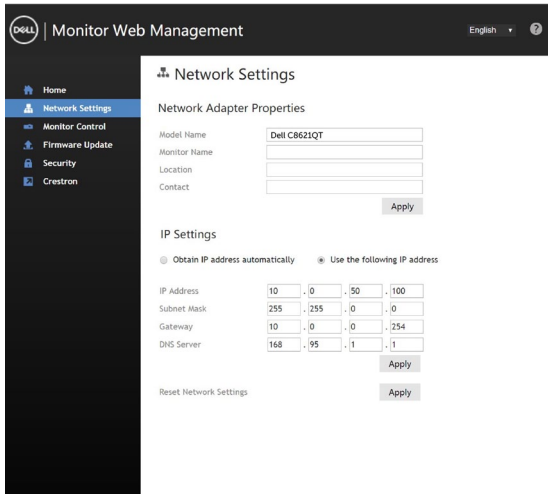 DELL | Monitor Web Management
English
?
Home
Network Settings
Monitor Control
Firmware Update
Security
Crestron
Network Settings
Network Adapter Properties
Model Name Dell C8621QT
Monitor Name
Location
Contact
Apply
IP Settings
Obtain IP address automatically Use the following IP address
IP Address 10 . 0 . 50 . 100
Subnet Mask 255 . 255 . 0 . 0
Gateway 10 . 0 . 0 . 254
DNS Server 168 . 95 . 1 . 1
Apply
Reset Network Settings Apply